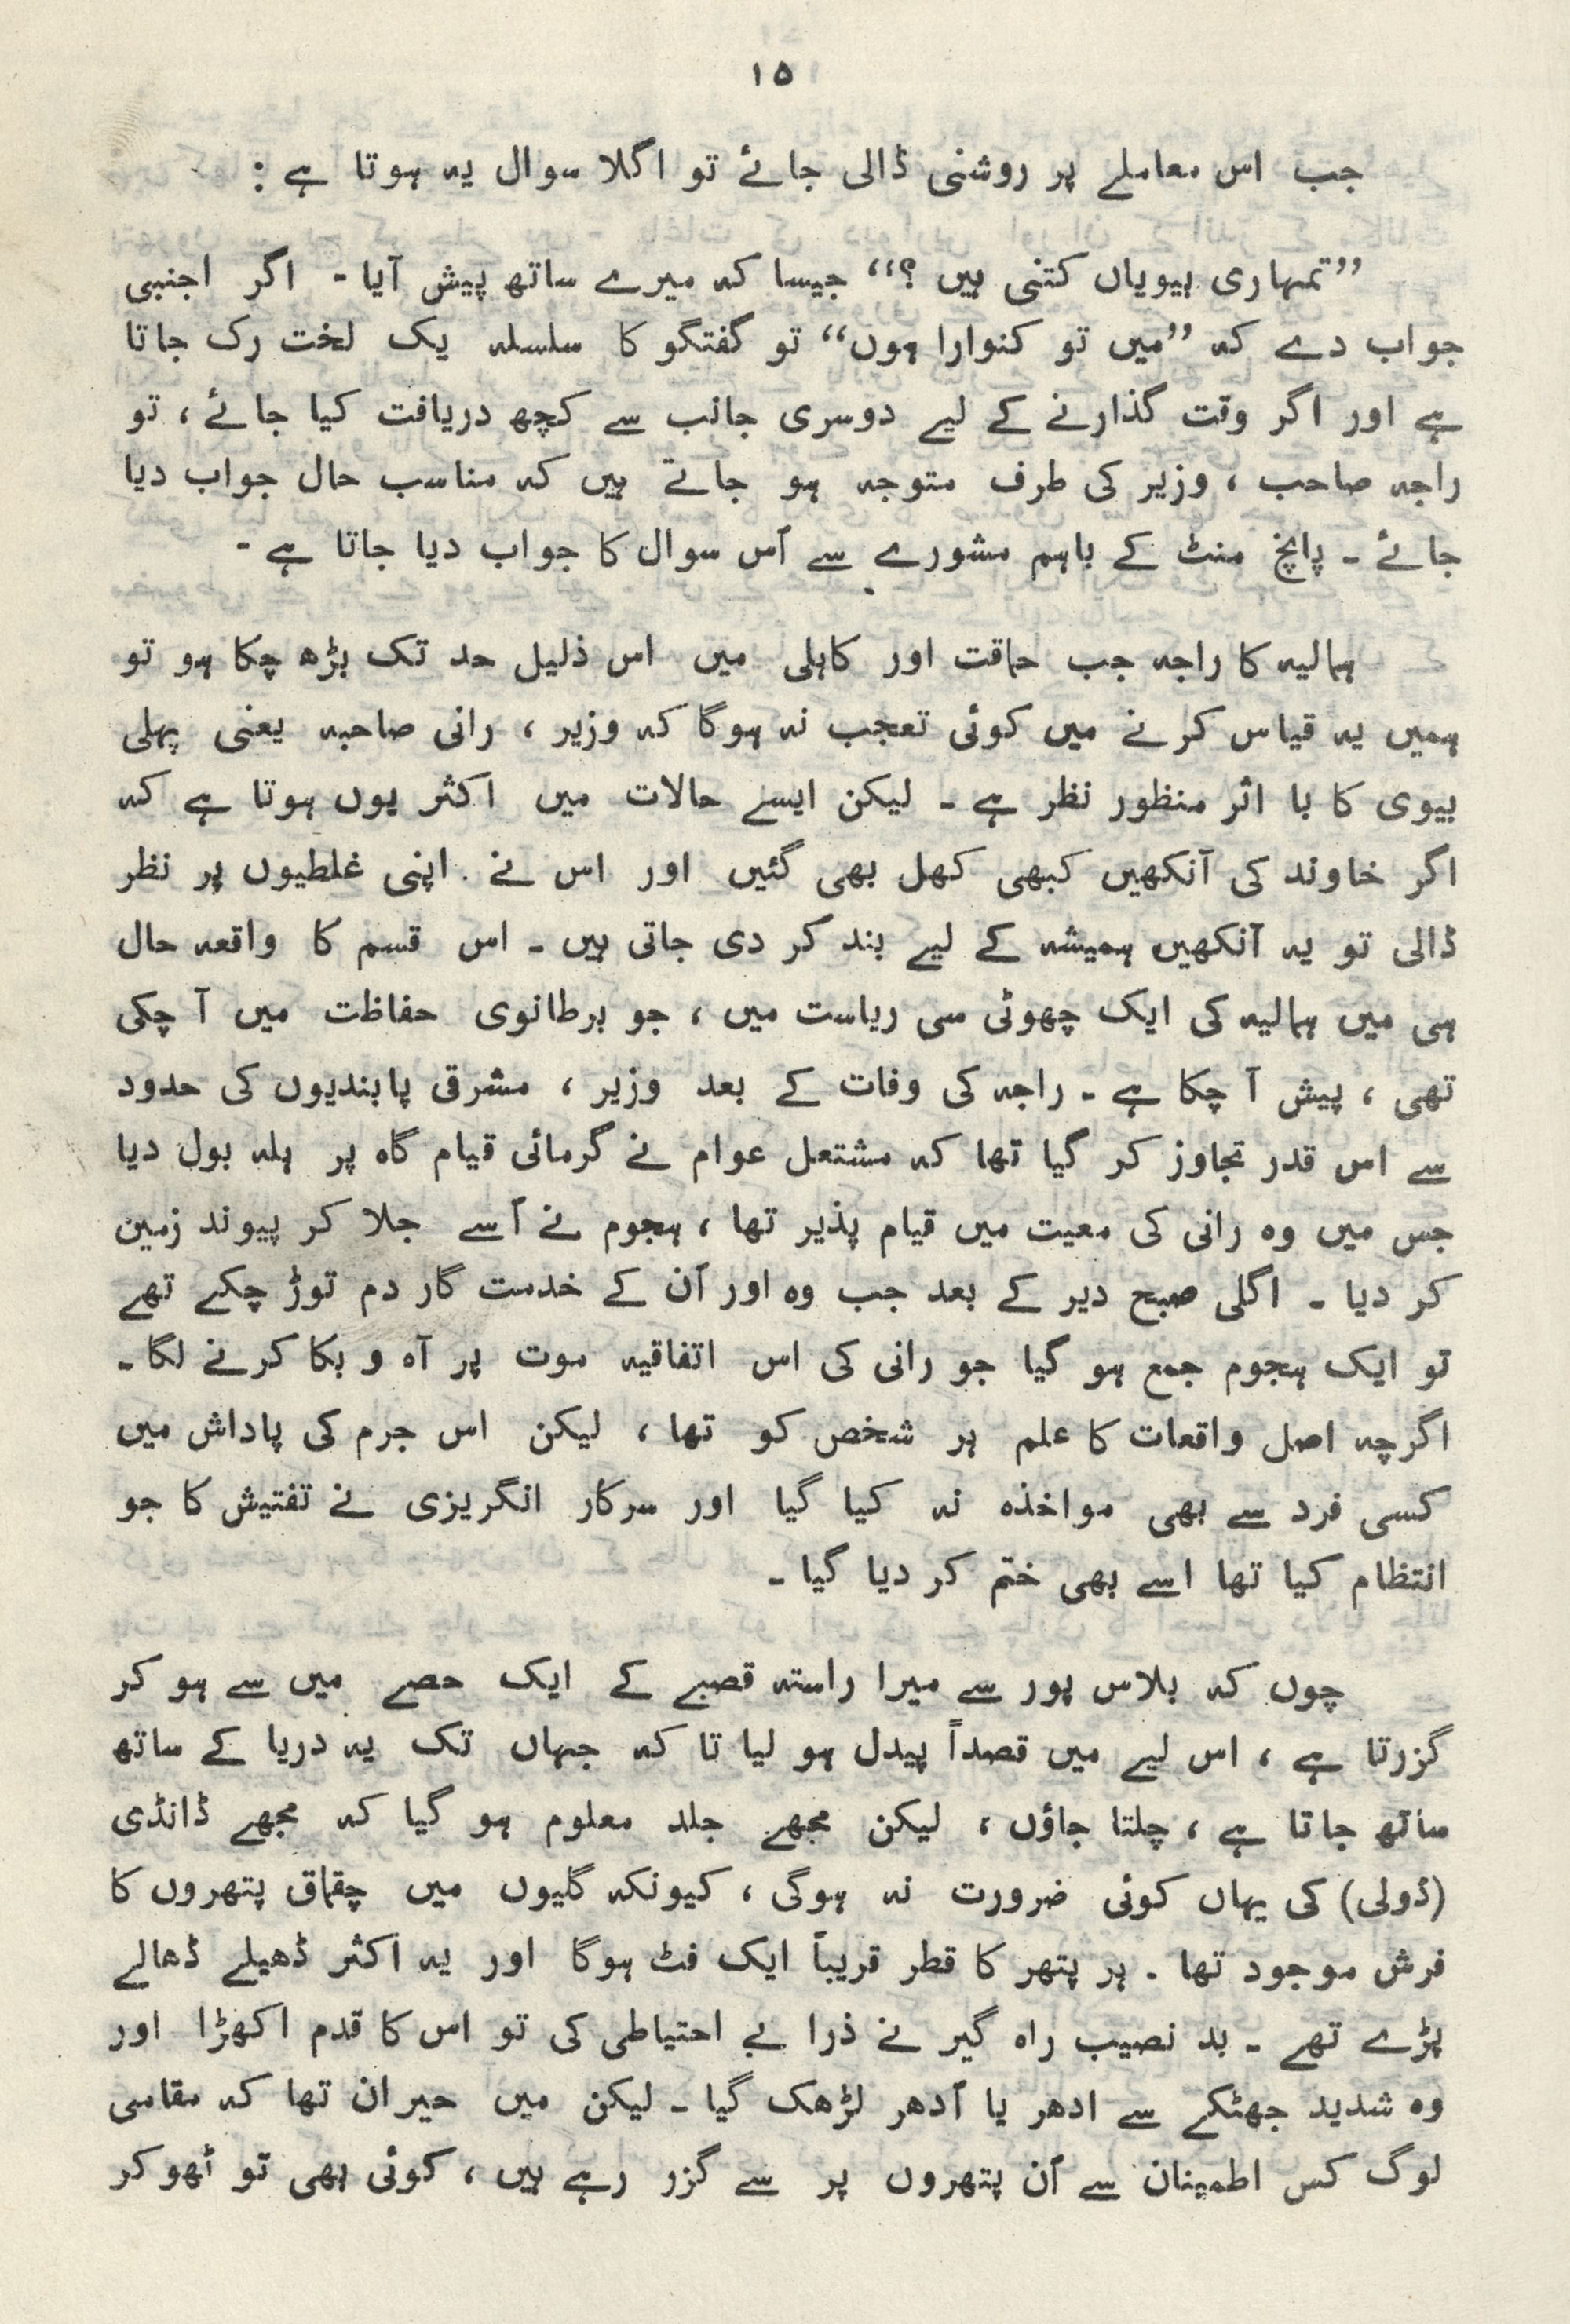 ۱۵
جب اس معاملے پر روشنی ڈالی جائے تو اگلا سوال یہ ہوتا ہے :
’’تمہاری بیویاں کتنی ہیں ؟‘‘ جیسا کہ میرے ساتھ پیش آیا - اگر اجنبی
جواب دے کہ ’’میں تو کنوارا ہوں‘‘ تو گفتگو کا سلسلہ یک لخت رک جاتا
ہے اور اگر وقت گذارنے کے لیے دوسری جانب سے کچھ دریافت کیا جائے ، تو
راجہ صاحب ، وزیر کی طرف متوجہ ہو جاتے ہیں کہ مناسب حال جواب دیا
جائے ۔ پانچ منٹ کے باہم مشورے سے اُس سوال کا جواب دیا جاتا ہے -
ہمالیہ کا راجہ جب حماقت اور کاہلی میں اس ذلیل حد تک بڑھ چکا ہو تو
ہمیں یہ قیاس کرنے میں کوئی تعجب نہ ہوگا کہ وزیر ، رانی صاحبہ یعنی پہلی
بیوی کا با اثر منظور نظر ہے ۔ لیکن ایسے حالات میں اکثر یوں ہوتا ہے کہ
اگر خاوند کی آنکھیں کبھی کھل بھی گئیں اور اس نے اپنی غلطیوں پر نظر
ڈالی تو یہ آنکھیں ہمیشہ کے لیے بند کر دی جاتی ہیں ۔ اس قسم کا واقعہ حال
ہی میں ہمالیہ کی ایک چھوٹی سی ریاست میں ، جو برطانوی حفاظت میں آ چکی
تھی ، پیش آ چکا ہے ۔ راجہ کی وفات کے بعد وزیر ، مشرقی پابندیوں کی حدود
سے اس قدر تجاوز کر گیا تھا کہ مشتعل عوام نے گرمائی قیام گاہ پر ہلہ بول دیا
جس میں وہ رانی کی معیت میں قیام پذیر تھا ، ہجوم نے اُسے جلا کر پیوند زمین
کر دیا ۔ اگلی صبح دیر کے بعد جب وہ اور اُن کے خدمت گار دم توڑ چکے تھے
تو ایک ہجوم جمع ہو گیا جو رانی کی اس اتفاقیہ موت پر آہ و بکا کرنے لگا ۔
اگرچہ اصل واقعات کا علم ہر شخص کو تھا ، لیکن اس جرم کی پاداش میں
کسی فرد سے بھی مواخذہ نہ کیا گیا اور سرکار انگریزی نے تفتیش کا جو
انتظام کیا تھا اسے بھی ختم کر دیا گیا ۔
چوں کہ بلاس پور سے میرا راستہ قصبے کے ایک حصے میں سے ہو کر
گزرتا ہے ، اس لیے میں قصداً پیدل ہو لیا تا کہ جہاں تک یہ دریا کے ساتھ
ساتھ جاتا ہے ، چلتا جاؤں ، لیکن مجھے جلد معلوم ہو گیا کہ مجھے ڈانڈی
(ڈولی) کی یہاں کوئی ضرورت نہ ہوگی ، کیونکہ گلیوں میں چقماق پتھروں کا
فرش موجود تھا ۔ ہر پتھر کا قطر قریباً ایک فٹ ہوگا اور یہ اکثر ڈھیلے ڈھالے
پڑے تھے ۔ بد نصیب راہ گیر نے ذرا بے احتیاطی کی تو اس کا قدم اکھڑا اور
وہ شدید جھٹکے سے ادھر یا اُدھر لڑھک گیا ۔ لیکن میں حیران تھا کہ مقامی
لوگ کس اطمینان سے اُن پتھروں پر سے گزر رہے ہیں ، کوئی بھی تو ٹھوکر